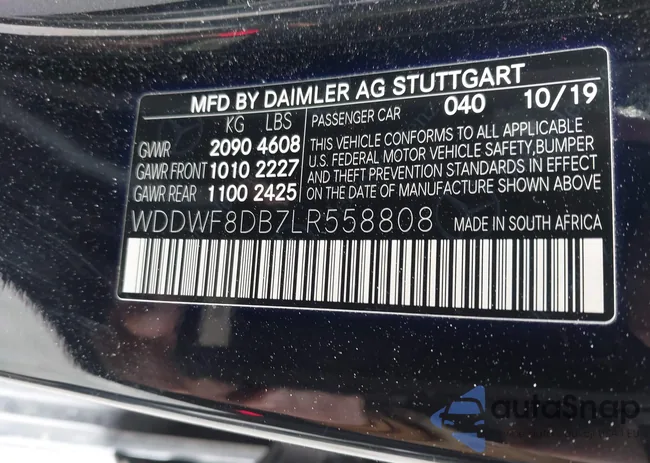 MFD BY DAIMLER AG STUTTGART
KG LBS
GVWR 2090 4608
GAWR FRONT 1010 2227
GAWR REAR 1100 2425
PASSENGER CAR 040 10/19
THIS VEHICLE CONFORMS TO ALL APPLICABLE
U.S. FEDERAL MOTOR VEHICLE SAFETY,BUMPER
AND THEFT PREVENTION STANDARDS IN EFFECT
ON THE DATE OF MANUFACTURE SHOWN ABOVE
WDDWF8DB7LR558808 MADE IN SOUTH AFRICA
autoSnap